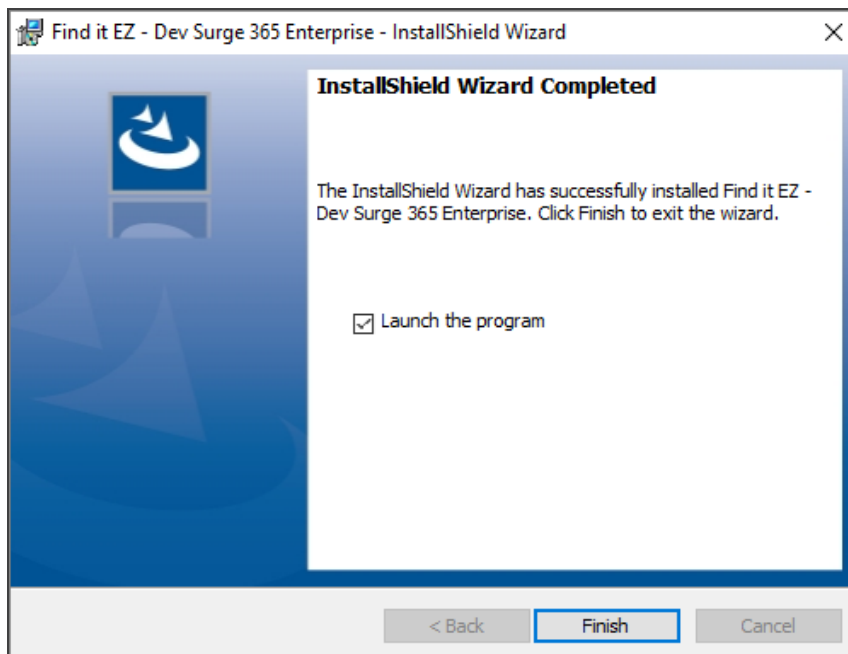 Find it EZ - Dev Surge 365 Enterprise - InstallShield Wizard
InstallShield Wizard Completed
The InstallShield Wizard has successfully installed Find it EZ -
Dev Surge 365 Enterprise. Click Finish to exit the wizard.
Launch the program
< Back
Finish
Cancel